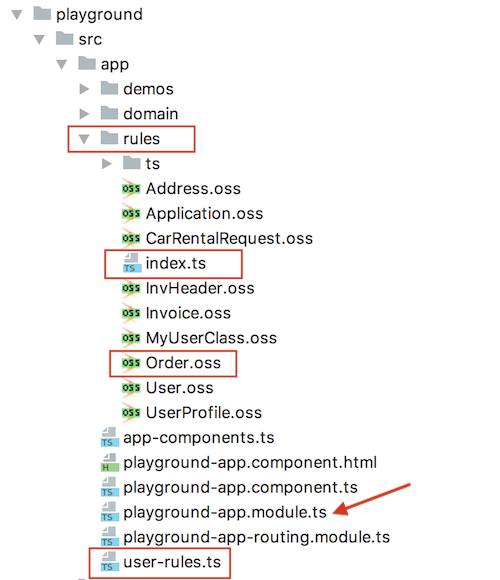 playground
src
app
demos
domain
rules
ts
OSS Address.oss
OSS Application.oss
OSS CarRentalRequest.oss
TS index.ts
OSS InvHeader.oss
OSS Invoice.oss
OSS MyUserClass.oss
OSS Order.oss
OSS User.oss
OSS UserProfile.oss
TS app-components.ts
H playground-app.component.html
TS playground-app.component.ts
TS playground-app.module.ts
TS playground-app-routing.module.ts
TS user-rules.ts